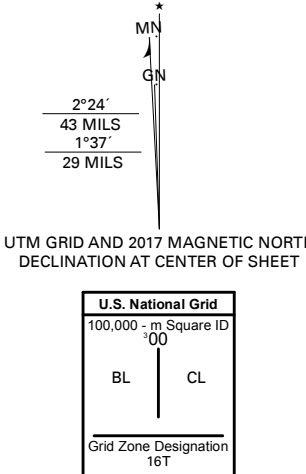 ★
MN
GN
2°24´
43 MILS
1°37´
29 MILS
UTM GRID AND 2017 MAGNETIC NORTH
DECLINATION AT CENTER OF SHEET
U.S. National Grid
100,000 - m Square ID
³00
BL CL
Grid Zone Designation
16T